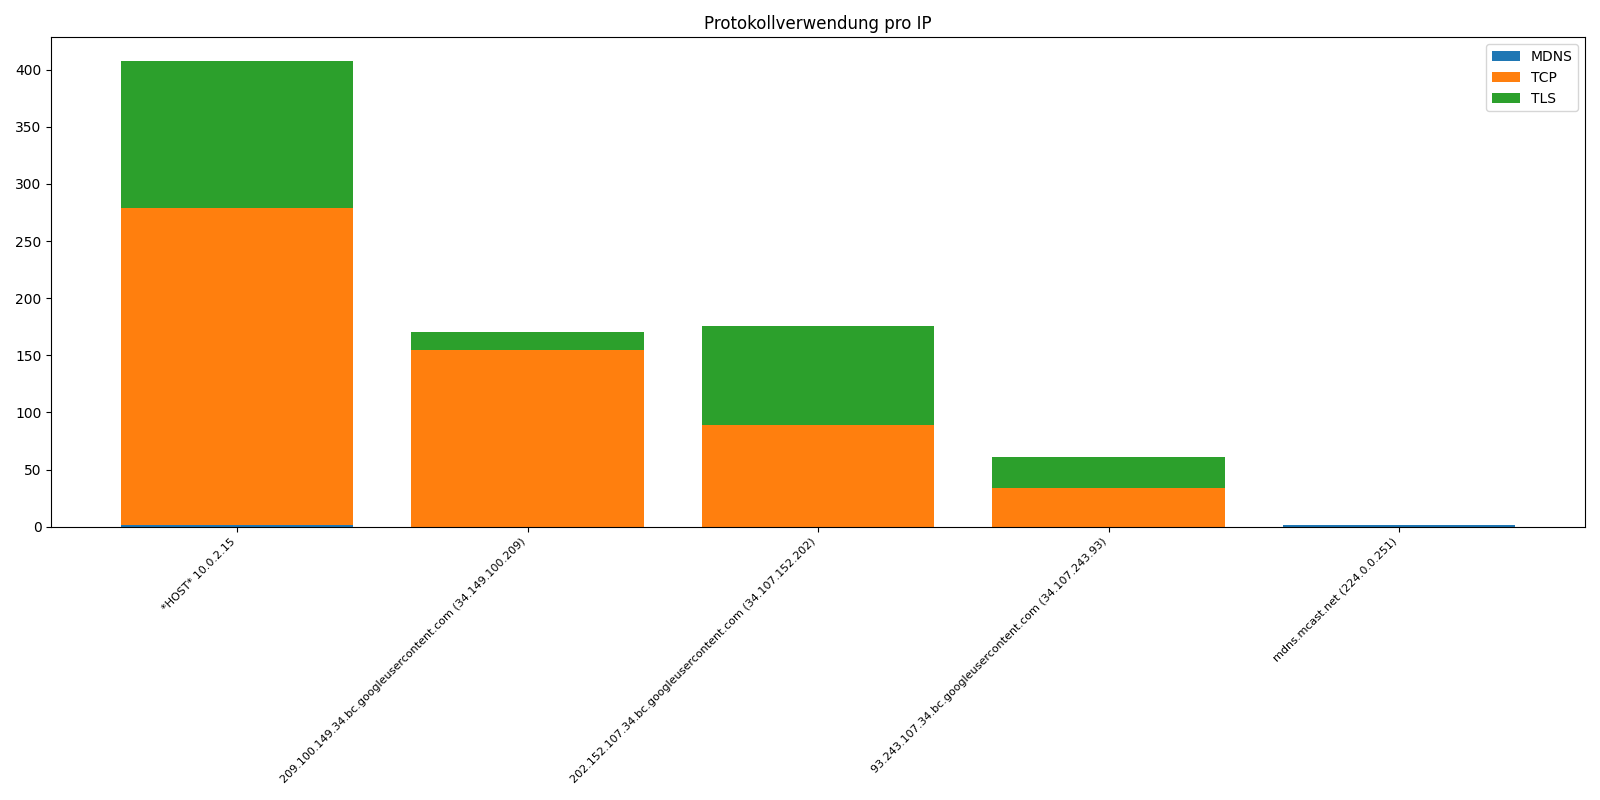 Protokollverwendung pro IP
MDNS
TCP
TLS
400
350
300
250
200
150
100
50
0
*HOST* 10.0.2.15
209.100.149.34.bc.googleusercontent.com (34.149.100.209)
202.152.107.34.bc.googleusercontent.com (34.107.152.202)
93.243.107.34.bc.googleusercontent.com (34.107.243.93)
mdns.mcast.net (224.0.0.251)